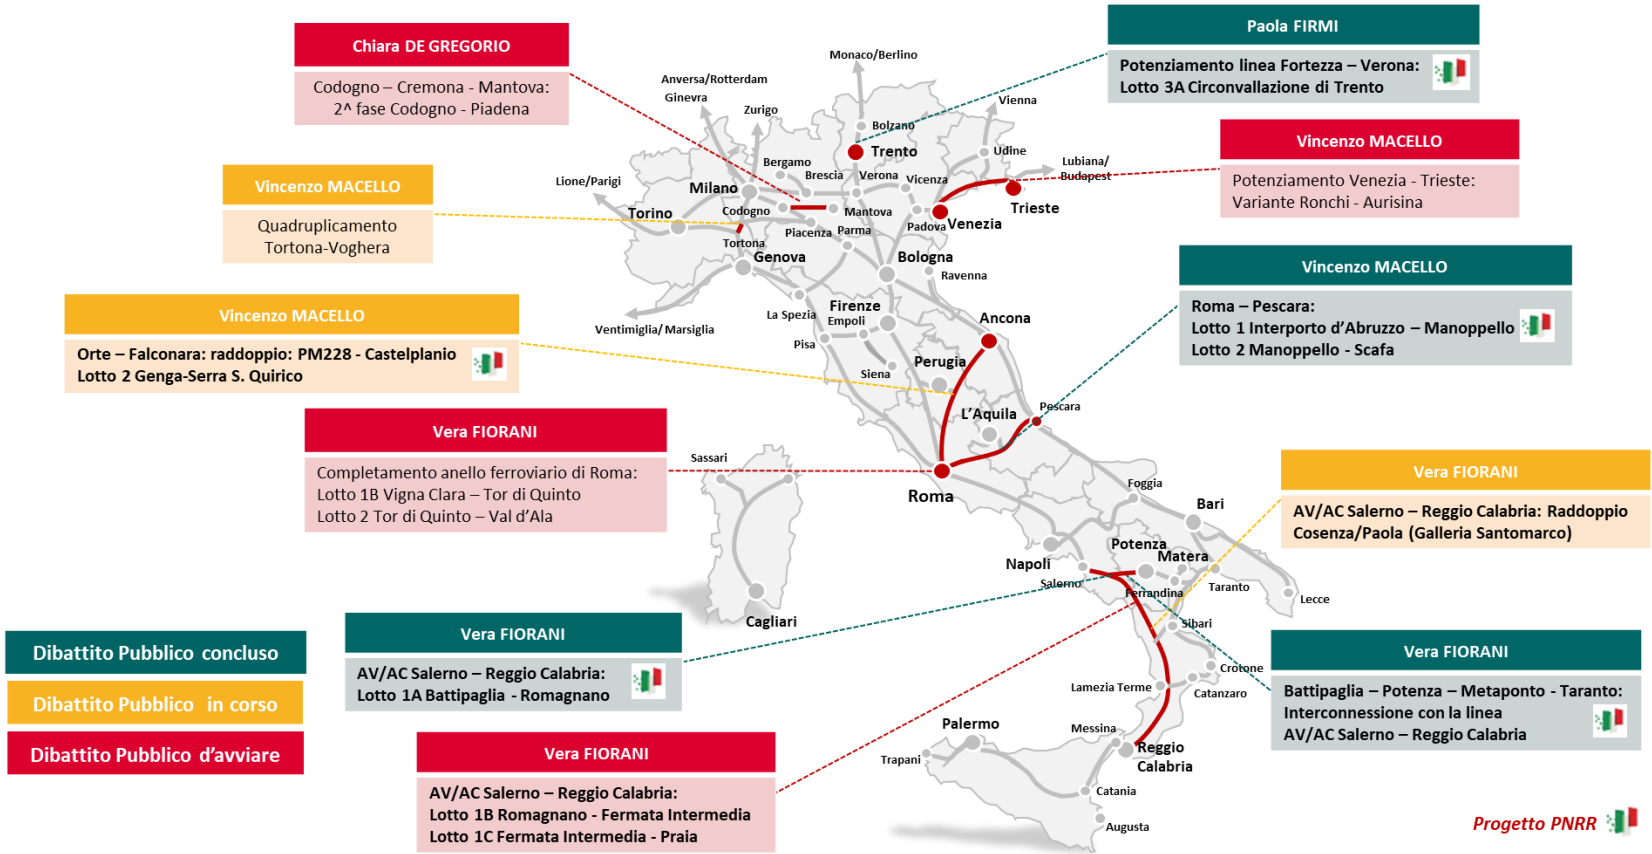 Chiara DE GREGORIO
Codogno – Cremona - Mantova:
2^ fase Codogno - Piadena
Paola FIRMI
Potenziamento linea Fortezza – Verona:
Lotto 3A Circonvallazione di Trento
Vincenzo MACELLO
Quadruplicamento
Tortona-Voghera
Vincenzo MACELLO
Potenziamento Venezia - Trieste:
Variante Ronchi - Aurisina
Vincenzo MACELLO
Orte – Falconara: raddoppio: PM228 - Castelplanio
Lotto 2 Genga-Serra S. Quirico
Vincenzo MACELLO
Roma – Pescara:
Lotto 1 Interporto d'Abruzzo – Manoppello
Lotto 2 Manoppello - Scafa
Vera FIORANI
Completamento anello ferroviario di Roma:
Lotto 1B Vigna Clara – Tor di Quinto
Lotto 2 Tor di Quinto – Val d'Ala
Vera FIORANI
AV/AC Salerno – Reggio Calabria: Raddoppio
Cosenza/Paola (Galleria Santomarco)
Vera FIORANI
AV/AC Salerno – Reggio Calabria:
Lotto 1A Battipaglia - Romagnano
Vera FIORANI
Battipaglia – Potenza – Metaponto - Taranto:
Interconnessione con la linea
AV/AC Salerno – Reggio Calabria
Vera FIORANI
AV/AC Salerno – Reggio Calabria:
Lotto 1B Romagnano - Fermata Intermedia
Lotto 1C Fermata Intermedia - Praia
Dibattito Pubblico concluso
Dibattito Pubblico in corso
Dibattito Pubblico d'avviare
Monaco/Berlino
Anversa/Rotterdam
Ginevra
Zurigo
Vienna
Bolzano
Trento
Udine
Lubiana/
Budapest
Bergamo
Brescia
Verona
Vicenza
Lione/Parigi
Milano
Trieste
Torino
Codogno
Mantova
Padova
Venezia
Piacenza
Parma
Tortona
Genova
Bologna
Ravenna
La Spezia
Firenze
Empoli
Ancona
Ventimiglia/ Marsiglia
Pisa
Siena
Perugia
L'Aquila
Pescara
Roma
Sassari
Foggia
Bari
Potenza
Matera
Napoli
Salerno
Ferrandina
Taranto
Lecce
Cagliari
Sibari
Crotone
Catanzaro
Lamezia Terme
Palermo
Messina
Reggio
Calabria
Trapani
Catania
Augusta
Progetto PNRR